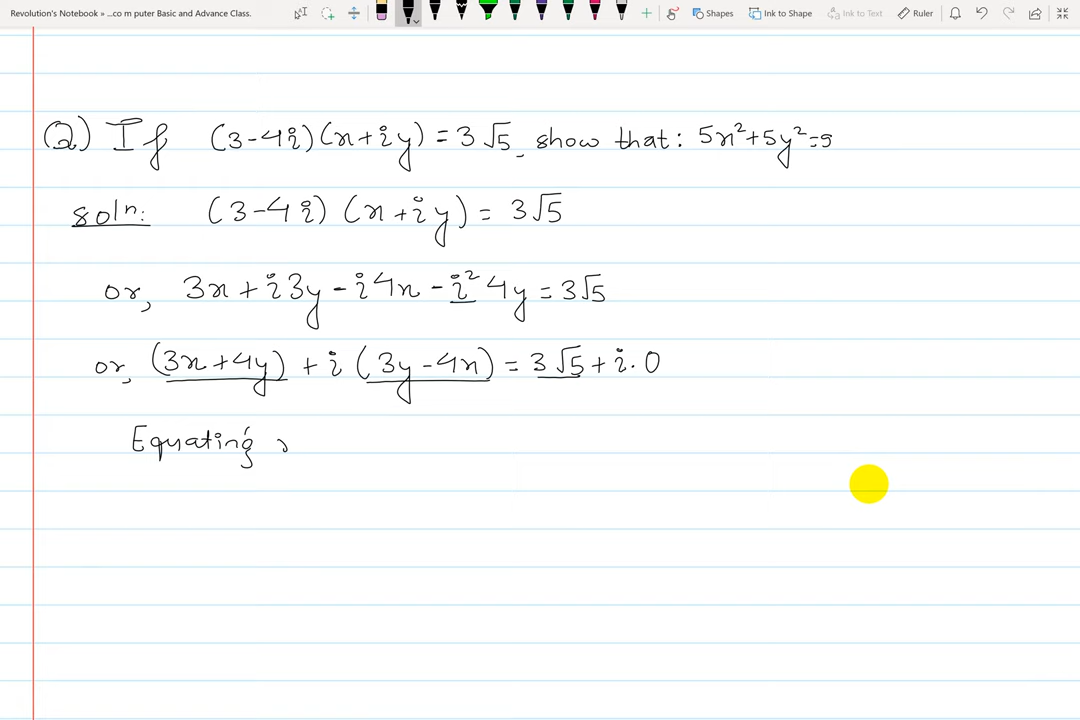 Revolution's Notebook » ...co m puter Basic and Advance Class.
Shapes
Ink to Shape
Ink to Text
Ruler
Q) If (3-4i)(x+iy)=3√5, show that: 5x²+5y²=9
soln: (3-4i) (x+iy) = 3√5
or, 3x+i3y-i4x-i²4y=3√5
or, (3x+4y) + i (3y-4x) = 3√5+i.0
Equating